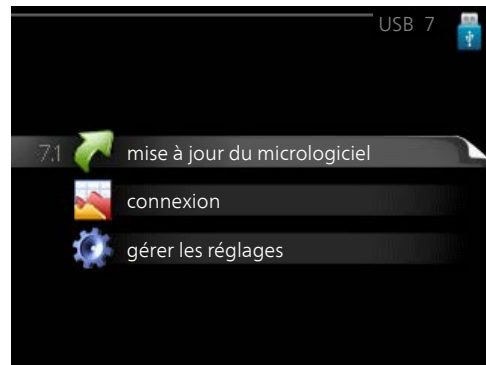 USB 7
7.1 mise à jour du micrologiciel
connexion
gérer les réglages